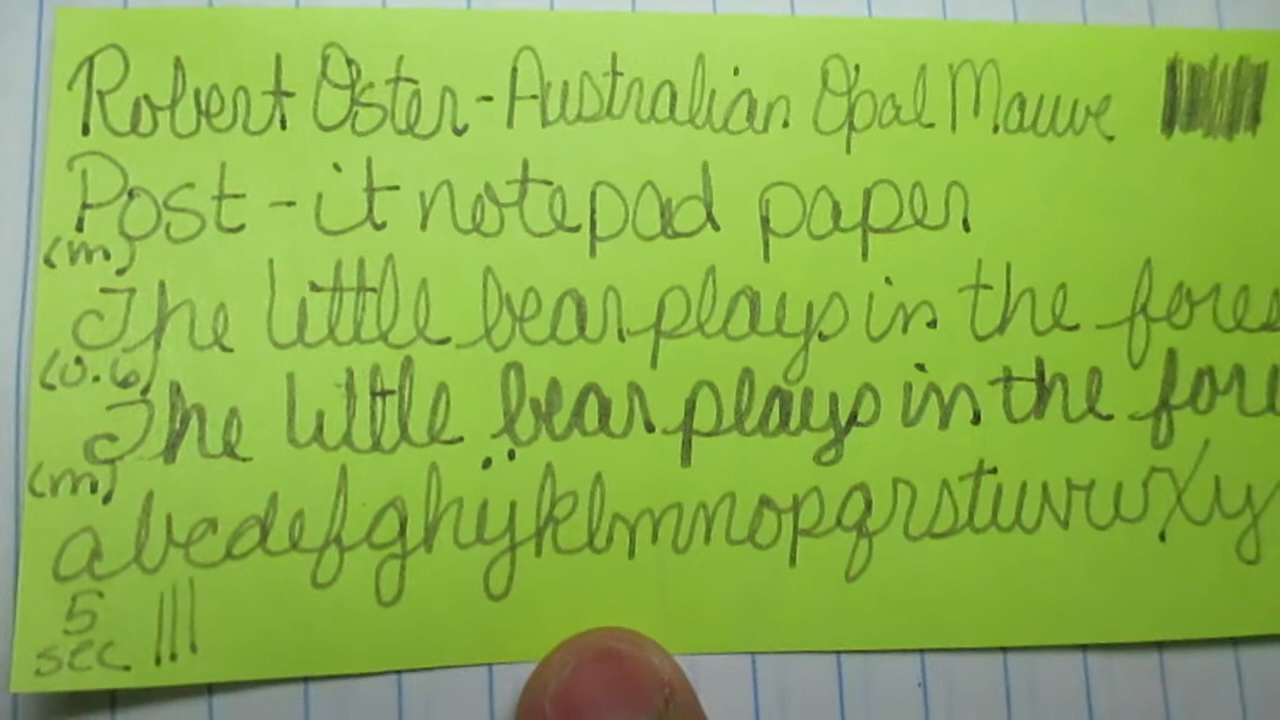 Robert Oster - Australian Opal Mauve
Post-it notepad paper
(m)
The little bear plays in the fores
(0.6)
The little bear plays in the fore
(m)
abcdefghijklmnopqrstuvwxy
5
sec